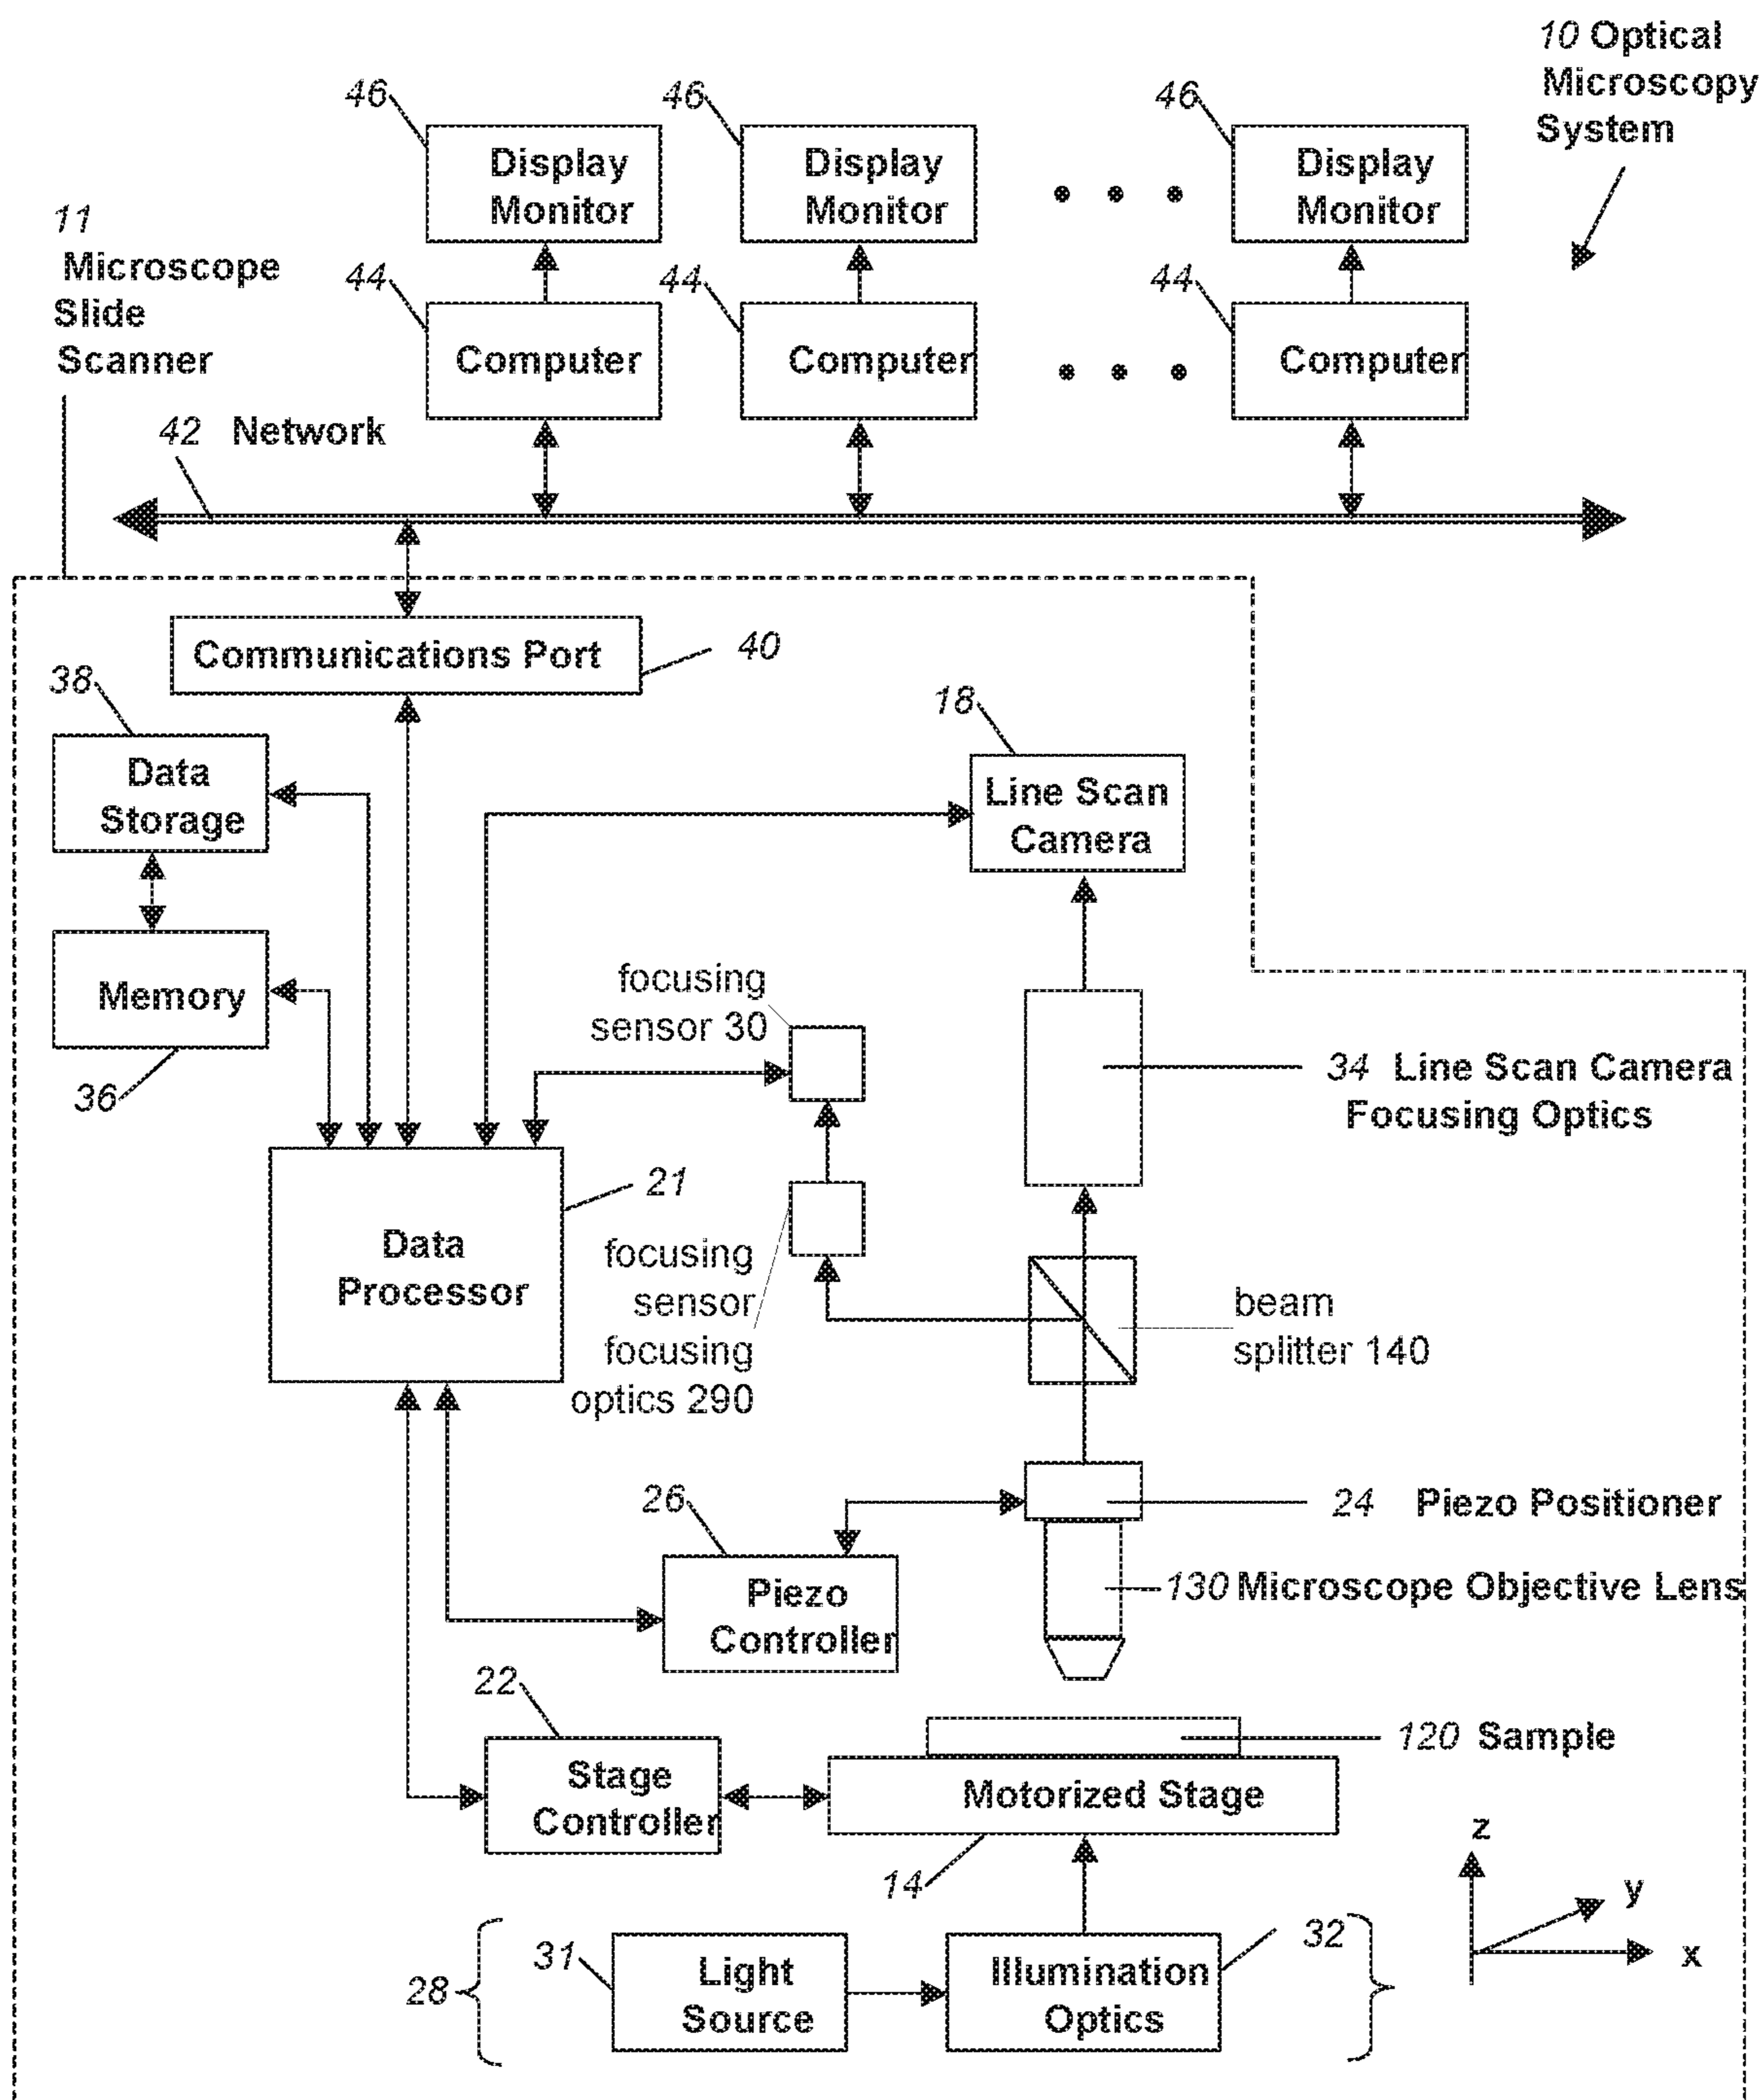 10 Optical
Microscopy
System
46
46
46
Display
Monitor
Display
Monitor
Display
Monitor
11
Microscope
Slide
Scanner
44
44
44
Computer
Computer
Computer
42 Network
Communications Port
40
38
Data
Storage
18
Line Scan
Camera
Memory
36
focusing
sensor 30
34 Line Scan Camera
Focusing Optics
21
Data
Processor
focusing
sensor
focusing
optics 290
beam
splitter 140
26
24 Piezo Positioner
Piezo
Controller
130 Microscope Objective Lens
22
120 Sample
Stage
Controller
Motorized Stage
14
z
y
x
28
31
Light
Source
Illumination
Optics
32